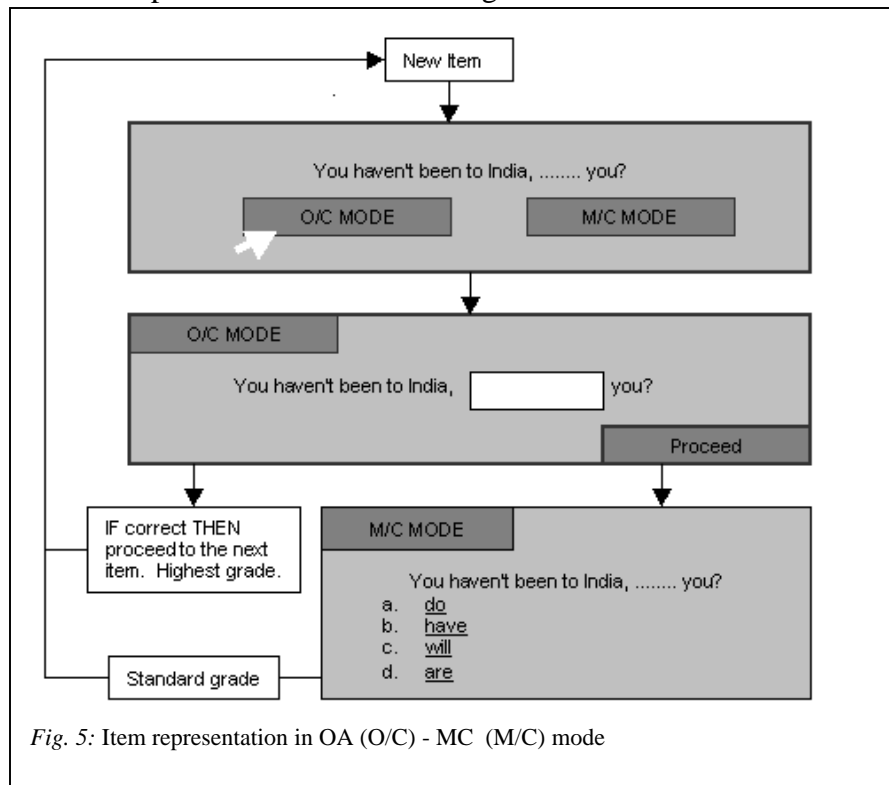 New Item
You haven't been to India, ........ you?
O/C MODE
M/C MODE
O/C MODE
You haven't been to India, you?
Proceed
IF correct THEN
proceed to the next
item. Highest grade.
M/C MODE
You haven't been to India, ........ you?
a. do
b. have
c. will
d. are
Standard grade
Fig. 5: Item representation in OA (O/C) - MC (M/C) mode